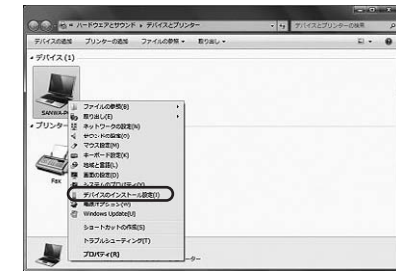 ハードウェアとサウンド ▸ デバイスとプリンター
デバイスとプリンターの検索
デバイスの追加 プリンターの追加 ファイルの参照 取り出し
デバイス (1)
SANWA-P
プリンター
Fax
ファイルの参照(B)
取り出し(E)
ネットワークの設定(N)
サウンドの設定(O)
マウス設定(M)
キーボード設定(K)
地域と言語(L)
画面の設定(D)
システムのプロパティ(Y)
デバイスのインストール設定(I)
電源オプション(W)
Windows Update(U)
ショートカットの作成(S)
トラブルシューティング(T)
プロパティ(R)